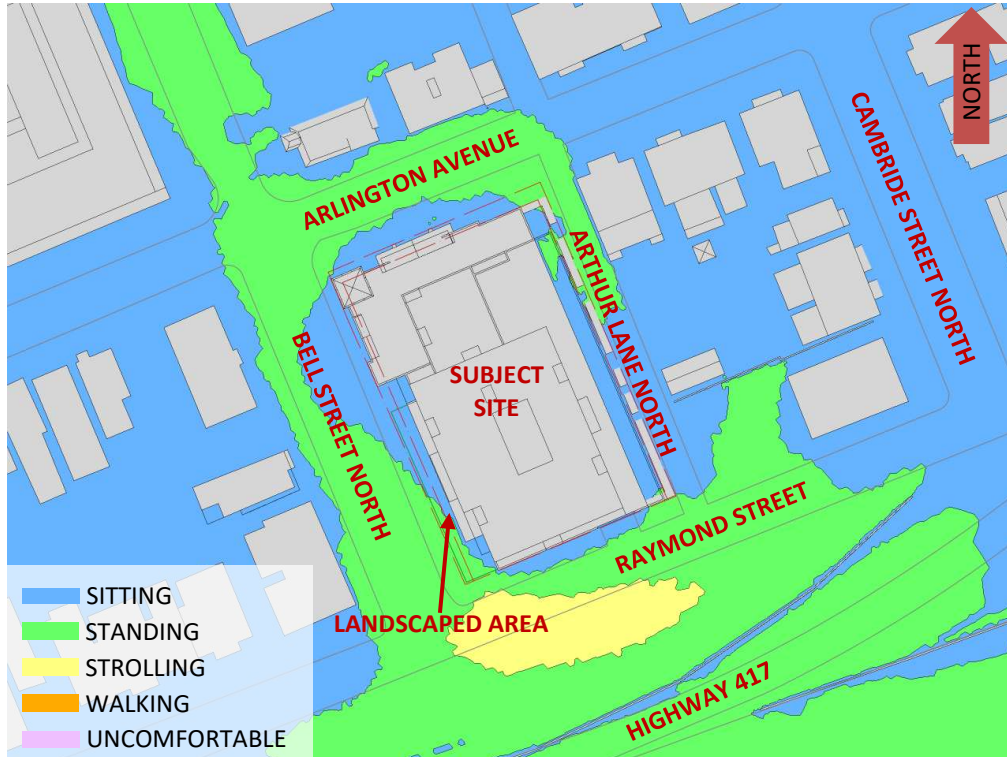 NORTH
ARLINGTON AVENUE
CAMBRIDE STREET NORTH
ARTHUR LANE NORTH
BELL STREET NORTH
SUBJECT
SITE
RAYMOND STREET
LANDSCAPED AREA
HIGHWAY 417
SITTING
STANDING
STROLLING
WALKING
UNCOMFORTABLE